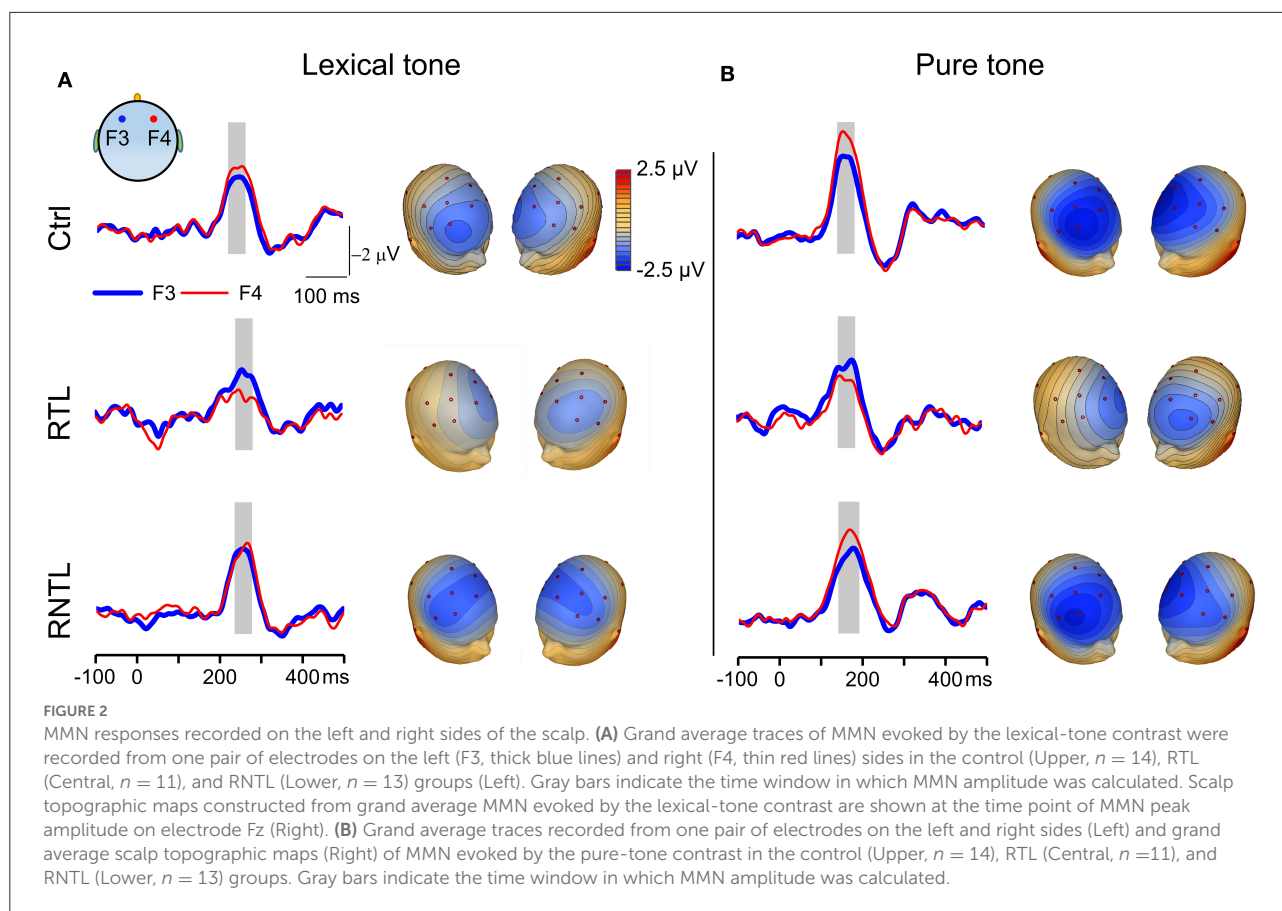 Lexical tone
Pure tone
A
B
F3 F4
Ctrl
2.5 µV
-2.5 µV
−2 µV
100 ms
F3 F4
RTL
RNTL
-100 0 200 400 ms
-100 0 200 400 ms
FIGURE 2
MMN responses recorded on the left and right sides of the scalp. (A) Grand average traces of MMN evoked by the lexical-tone contrast were
recorded from one pair of electrodes on the left (F3, thick blue lines) and right (F4, thin red lines) sides in the control (Upper, n = 14), RTL
(Central, n = 11), and RNTL (Lower, n = 13) groups (Left). Gray bars indicate the time window in which MMN amplitude was calculated. Scalp
topographic maps constructed from grand average MMN evoked by the lexical-tone contrast are shown at the time point of MMN peak
amplitude on electrode Fz (Right). (B) Grand average traces recorded from one pair of electrodes on the left and right sides (Left) and grand
average scalp topographic maps (Right) of MMN evoked by the pure-tone contrast in the control (Upper, n = 14), RTL (Central, n =11), and
RNTL (Lower, n = 13) groups. Gray bars indicate the time window in which MMN amplitude was calculated.